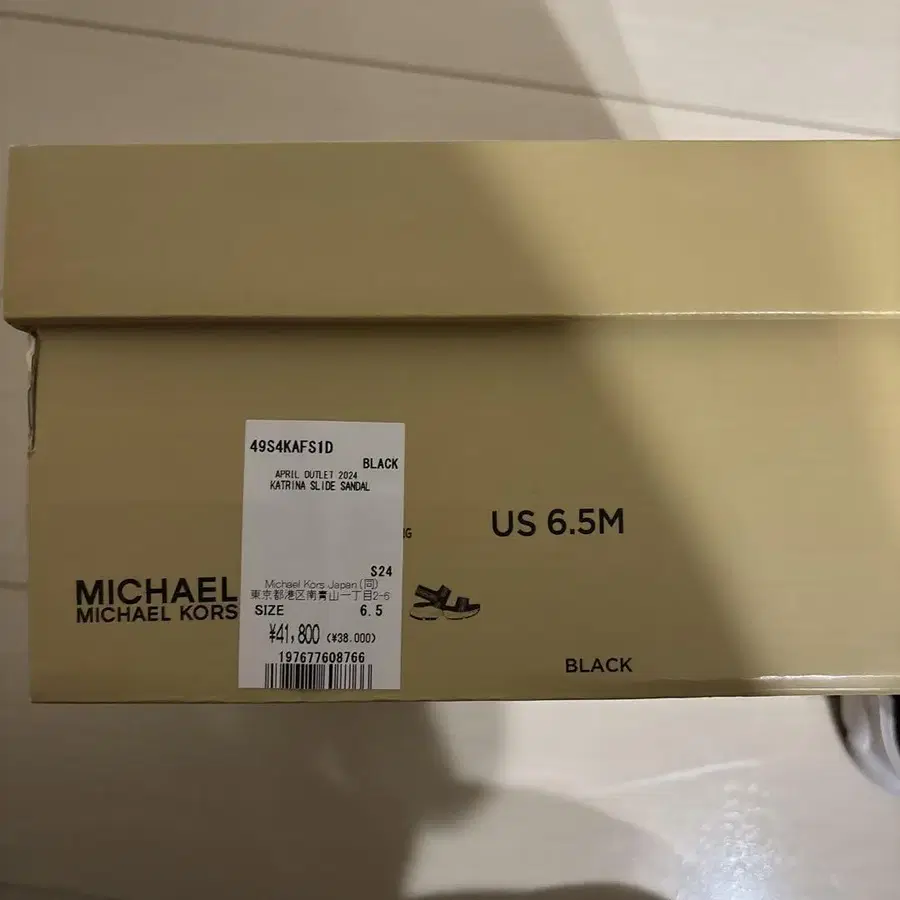 49S4KAFS1D
BLACK
APRIL OUTLET 2024
KATRINA SLIDE SANDAL
S24
Michael Kors Japan (同)
東京都港区南青山一丁目2-6
SIZE 6.5
¥41,800 (¥38,000)
197677608766
MICHAEL
MICHAEL KORS
US 6.5M
BLACK